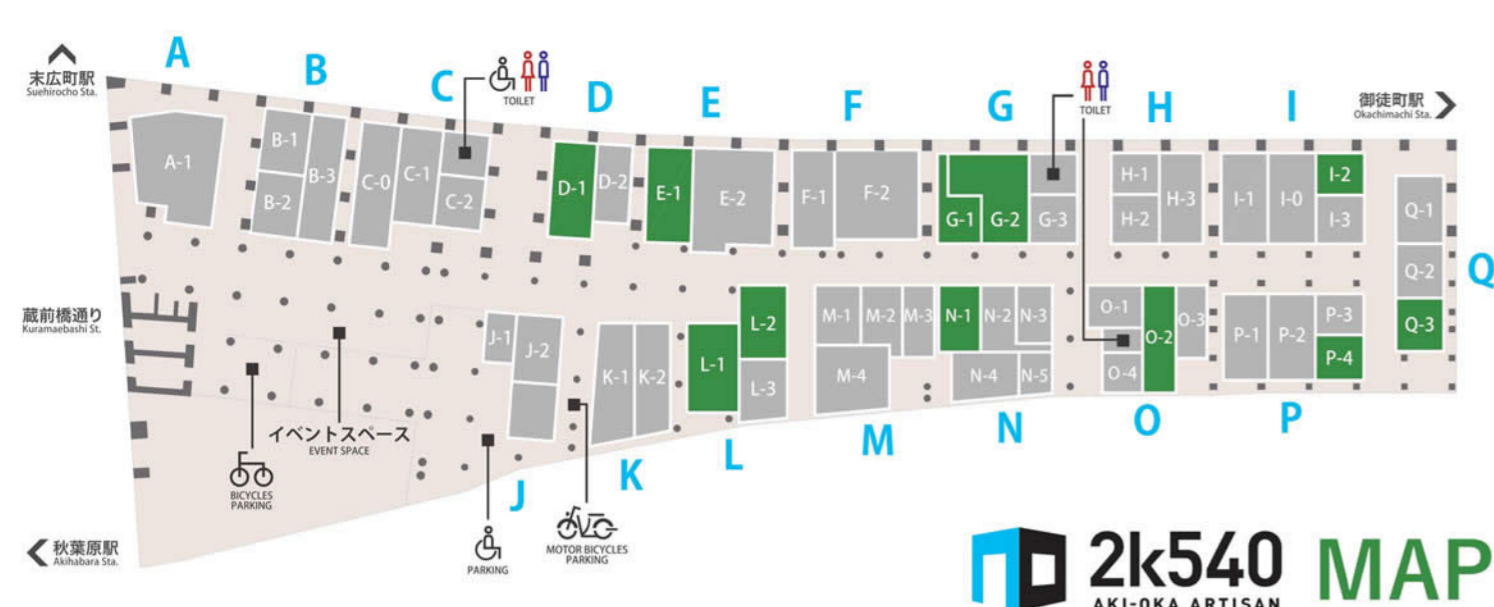 A
B
C
D
E
F
G
H
I
末広町駅
Suehirocho Sta.
TOILET
TOILET
御徒町駅
Okachimachi Sta.
A-1
B-1
B-2
B-3
C-0
C-1
C-2
D-1
D-2
E-1
E-2
F-1
F-2
G-1
G-2
G-3
H-1
H-2
H-3
I-1
I-0
I-2
I-3
Q-1
Q-2
Q-3
Q
蔵前橋通り
Kuramaebashi St.
J-1
J-2
K-1
K-2
L-1
L-2
L-3
M-1
M-2
M-3
M-4
N-1
N-2
N-3
N-4
N-5
O-1
O-2
O-3
O-4
P-1
P-2
P-3
P-4
イベントスペース
EVENT SPACE
BICYCLES
PARKING
J
K
L
M
N
O
P
PARKING
MOTOR BICYCLES
PARKING
秋葉原駅
Akihabara Sta.
2k540 MAP
AKI-OKA ARTISAN